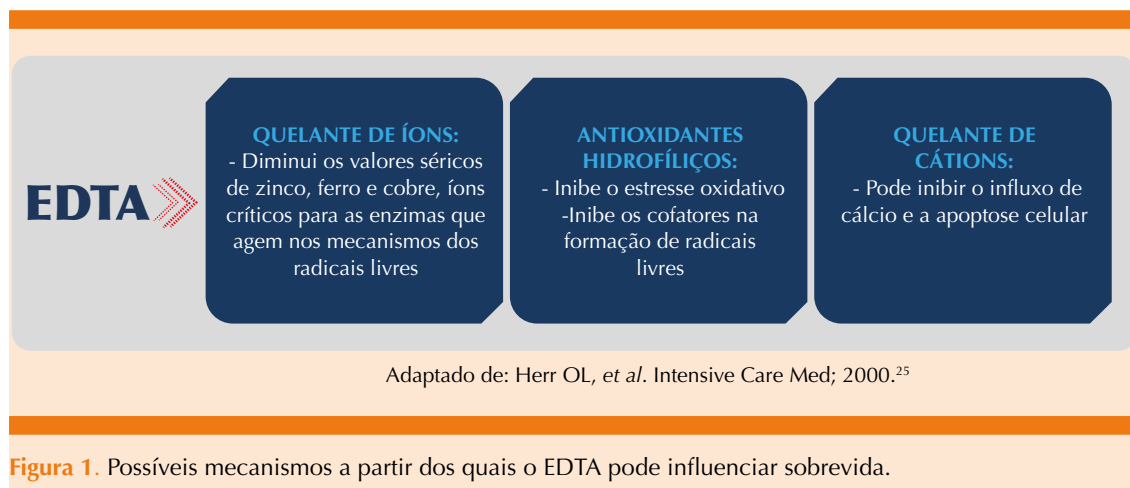 EDTA
QUELANTE DE ÍONS:
- Diminui os valores séricos
de zinco, ferro e cobre, íons
críticos para as enzimas que
agem nos mecanismos dos
radicais livres
ANTIOXIDANTES
HIDROFÍLIÇOS:
- Inibe o estresse oxidativo
-Inibe os cofatores na
formação de radicais
livres
QUELANTE DE
CÁTIONS:
- Pode inibir o influxo de
cálcio e a apoptose celular
Adaptado de: Herr OL, et al. Intensive Care Med; 2000.²⁵
Figura 1. Possíveis mecanismos a partir dos quais o EDTA pode influenciar sobrevida.